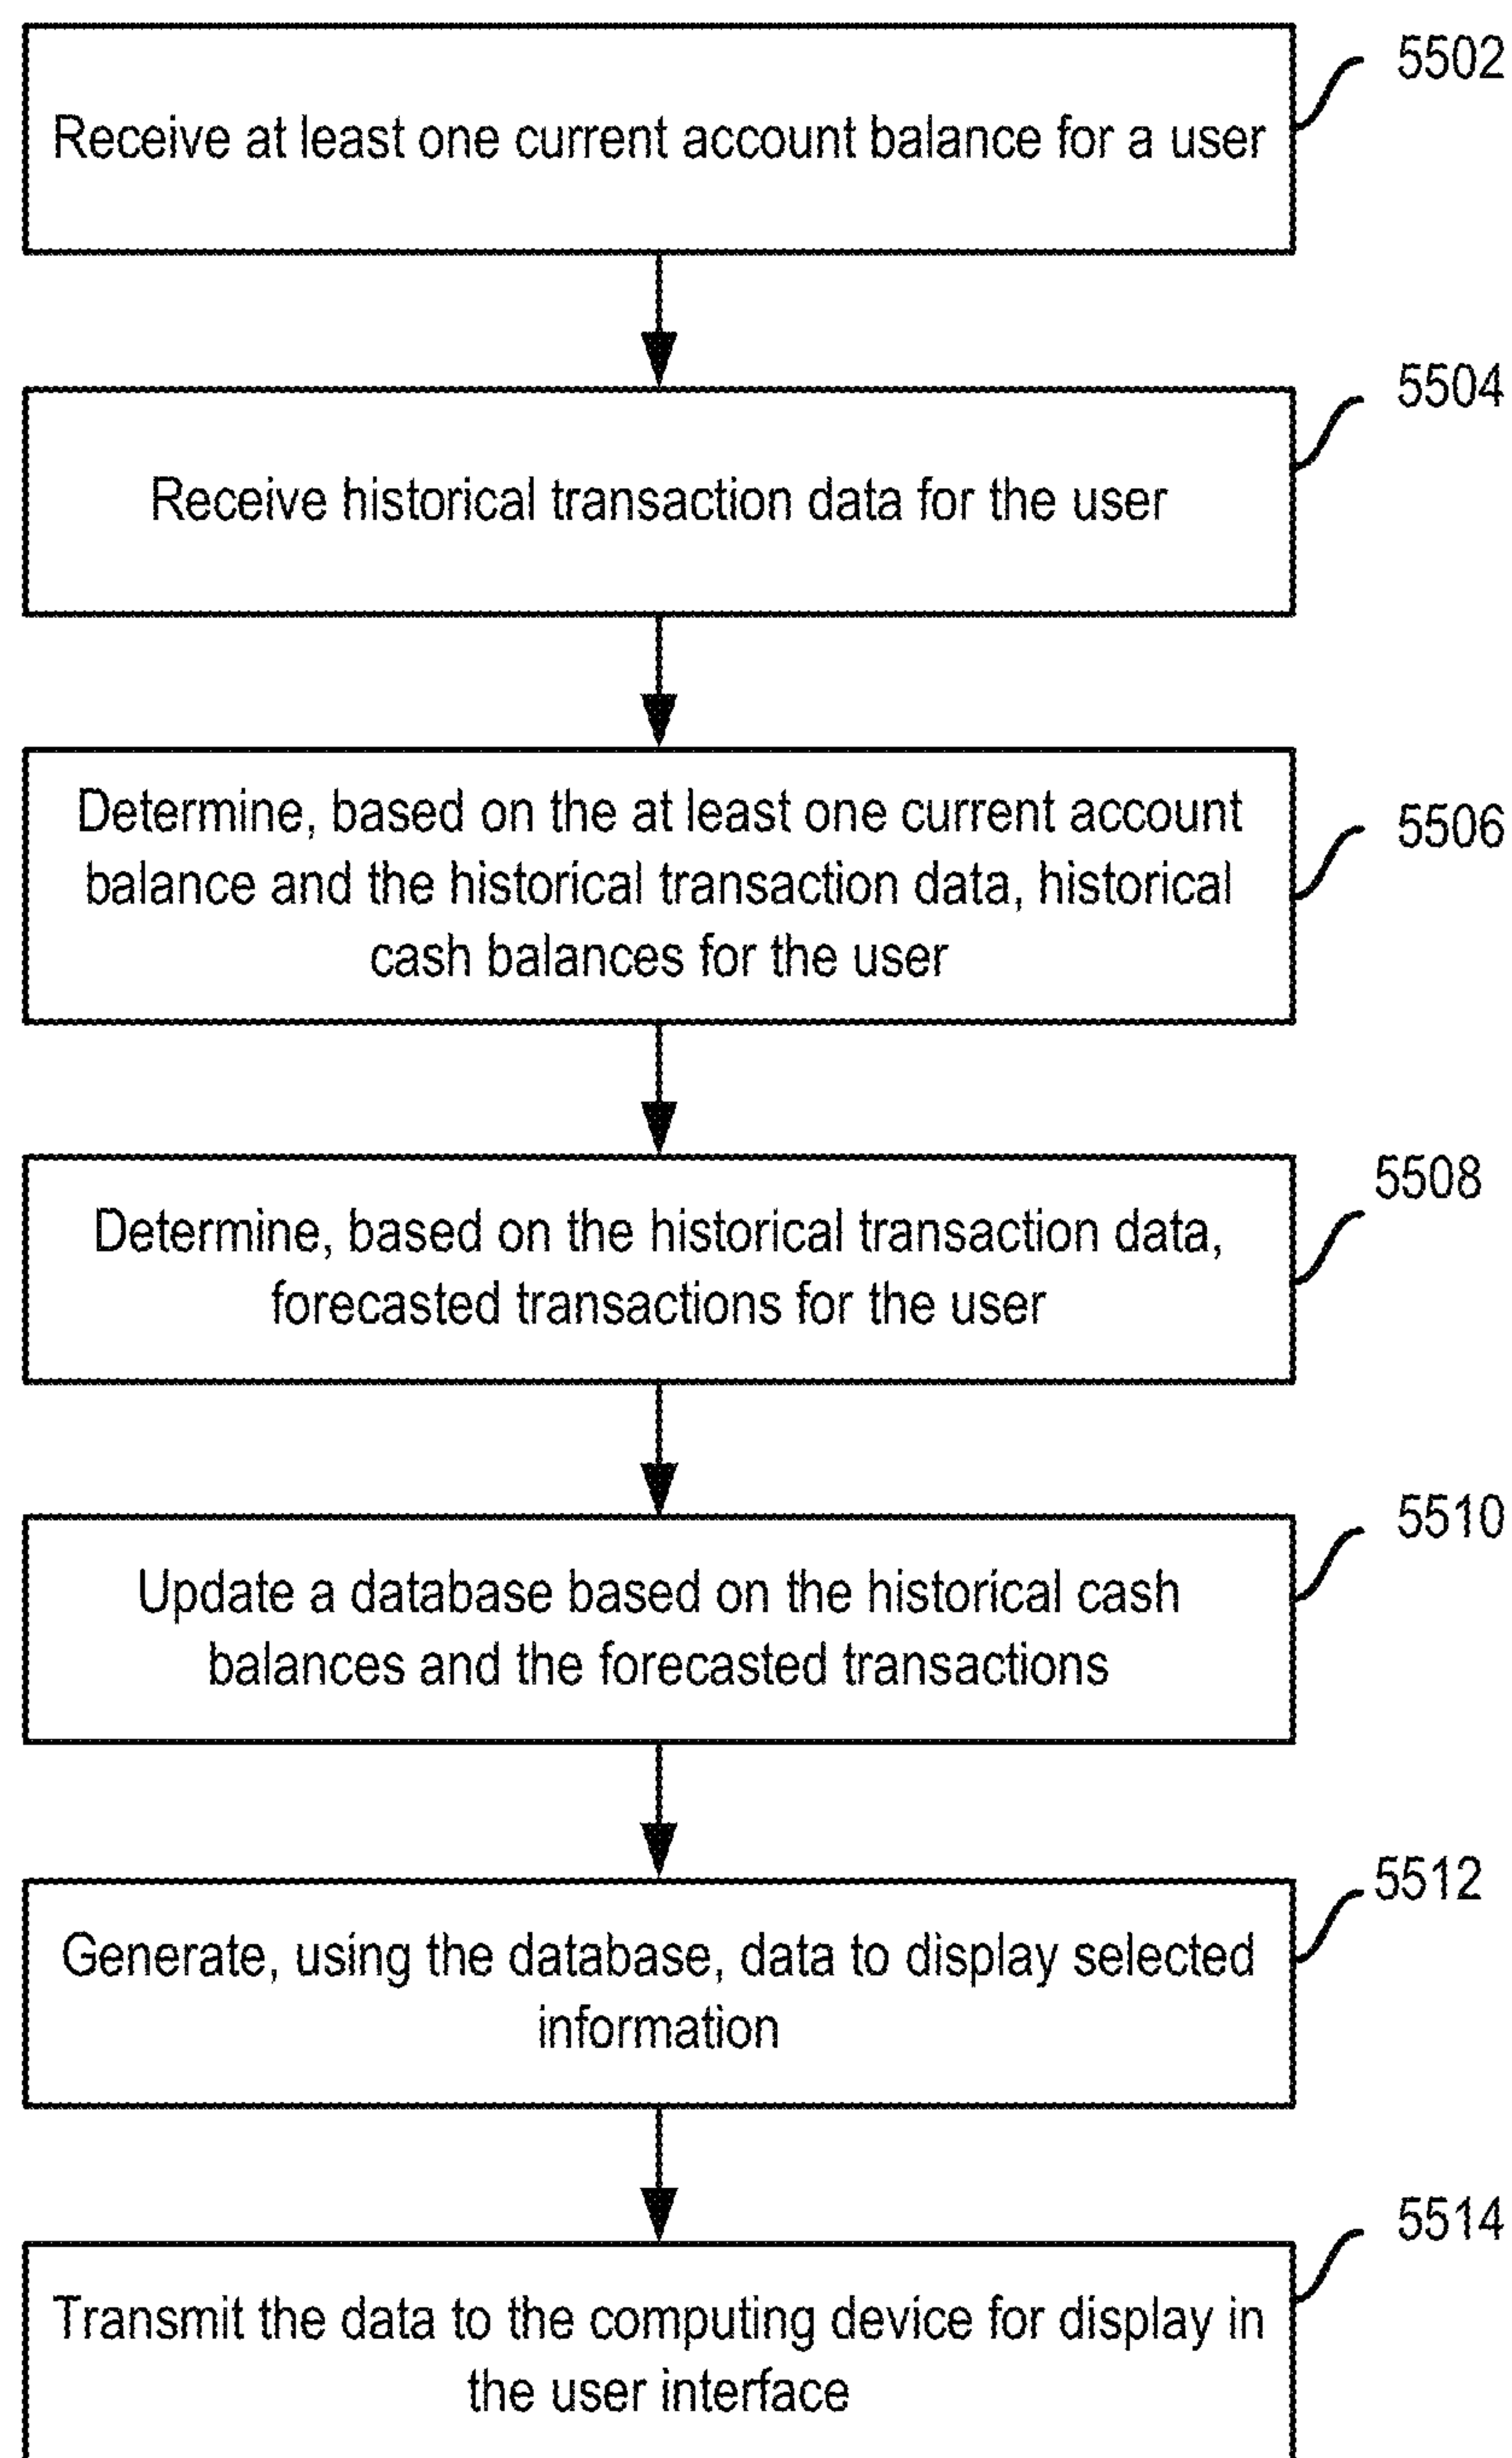 5502
Receive at least one current account balance for a user
5504
Receive historical transaction data for the user
5506
Determine, based on the at least one current account
balance and the historical transaction data, historical
cash balances for the user
5508
Determine, based on the historical transaction data,
forecasted transactions for the user
5510
Update a database based on the historical cash
balances and the forecasted transactions
5512
Generate, using the database, data to display selected
information
5514
Transmit the data to the computing device for display in
the user interface